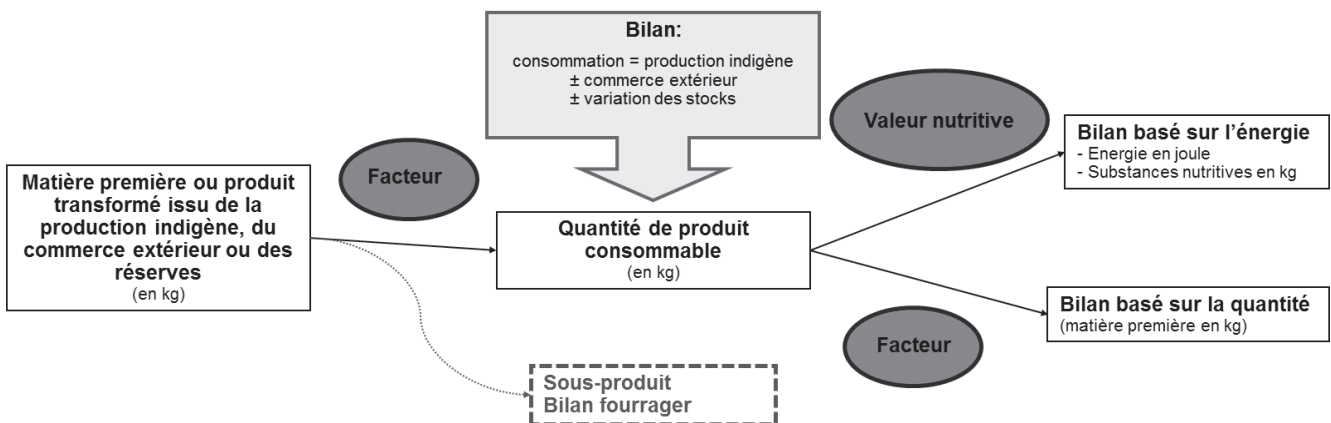 Bilan:
consommation = production indigène
± commerce extérieur
± variation des stocks
Valeur nutritive
Bilan basé sur l'énergie
- Energie en joule
- Substances nutritives en kg
Facteur
Matière première ou produit
transformé issu de la
production indigène, du
commerce extérieur ou des
réserves
(en kg)
Quantité de produit
consommable
(en kg)
Bilan basé sur la quantité
(matière première en kg)
Facteur
Sous-produit
Bilan fourrager